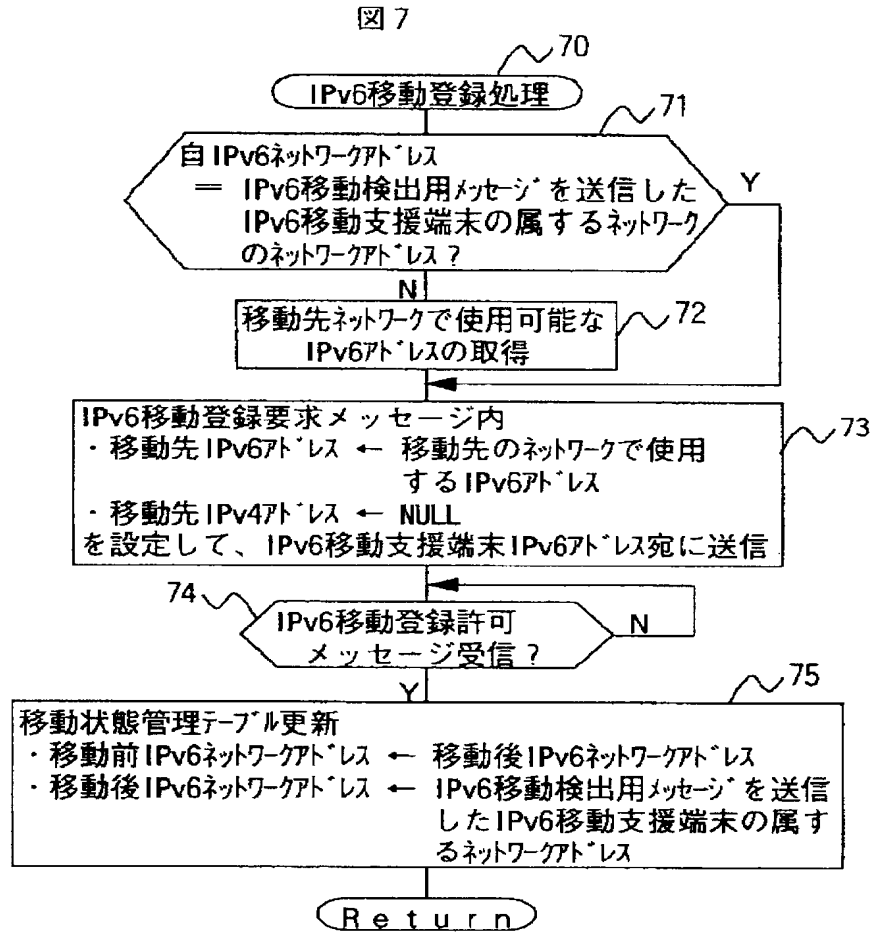 図7
70
IPv6移動登録処理
71
自IPv6ネットワークアドレス
= IPv6移動検出用メッセージを送信した
IPv6移動支援端末の属するネットワーク
のネットワークアドレス?
Y
N
移動先ネットワークで使用可能な
IPv6アドレスの取得
72
IPv6移動登録要求メッセージ内
・移動先IPv6アドレス ← 移動先のネットワークで使用
するIPv6アドレス
・移動先IPv4アドレス ← NULL
を設定して、IPv6移動支援端末IPv6アドレス宛に送信
73
74
IPv6移動登録許可
メッセージ受信?
N
Y
75
移動状態管理テーブル更新
・移動前IPv6ネットワークアドレス ← 移動後IPv6ネットワークアドレス
・移動後IPv6ネットワークアドレス ← IPv6移動検出用メッセージを送信
したIPv6移動支援端末の属す
るネットワークアドレス
Return